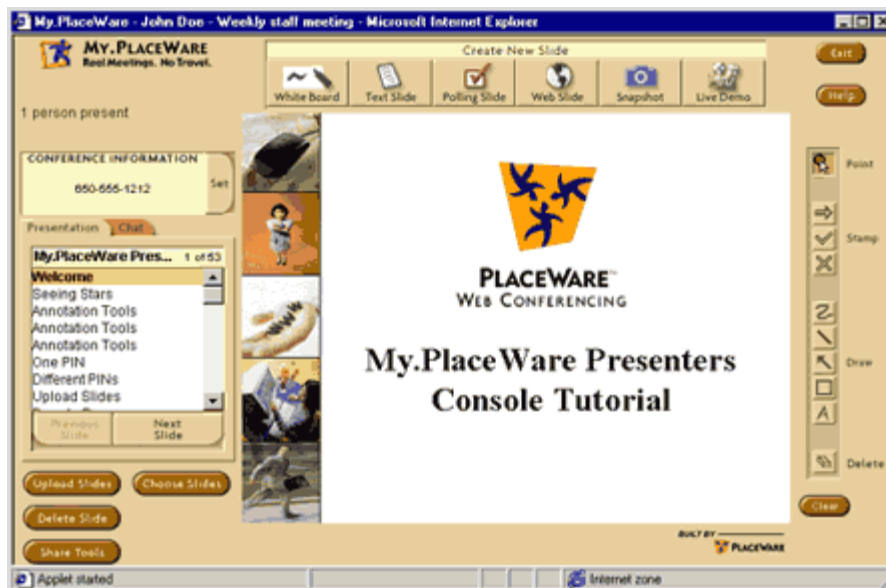 My.PlaceWare - John Doe - Weekly staff meeting - Microsoft Internet Explorer
MY.PLACEWARE
Real Meetings. No Travel.
1 person present
Create New Slide
White Board
Text Slide
Polling Slide
Web Slide
Snapshot
Live Demo
Exit
Help
CONFERENCE INFORMATION
650-555-1212
Set
Presentation
Chat
My.PlaceWare Pres... 1 of 53
Welcome
Seeing Stars
Annotation Tools
Annotation Tools
Annotation Tools
One PIN
Different PINs
Upload Slides
Previous
Slide
Next
Slide
Upload Slides
Choose Slides
Delete Slide
Share Tools
PLACEWARE™
WEB CONFERENCING
My.PlaceWare Presenters
Console Tutorial
Point
Stamp
Draw
A
Delete
Clear
BUILT BY
PLACEWARE
Applet started
Internet zone